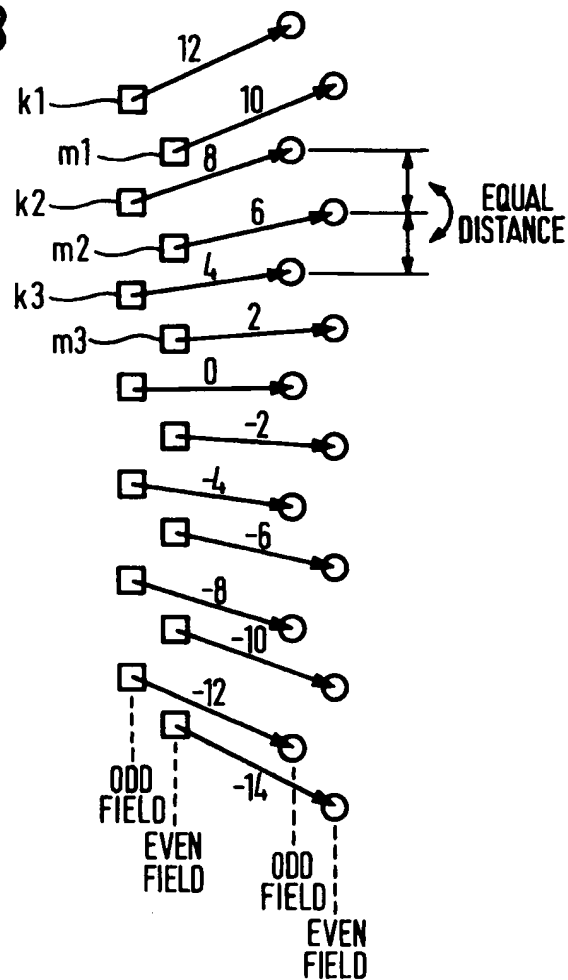 12
k1
10
m1
8
k2
6
EQUAL
DISTANCE
m2
4
k3
2
m3
0
-2
-4
-6
-8
-10
-12
-14
ODD
FIELD
EVEN
FIELD
ODD
FIELD
EVEN
FIELD